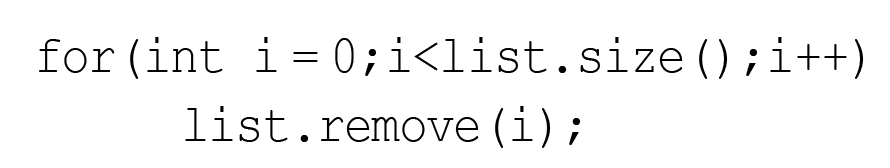 for(int i = 0;i<list.size();i++)
list.remove(i);